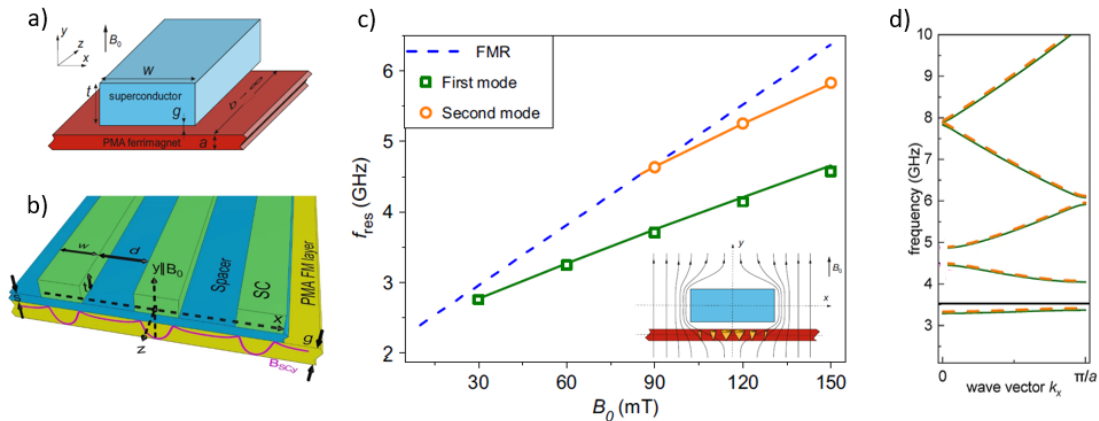 a)
y
z
x
B₀
W
t
superconductor
g
b → ∞
PMA ferrimagnet
a
b)
w
d
t
y||B₀
Spacer
SC
PMA FM layer
s
x
z
g
B_SCy
c)
FMR
First mode
Second mode
f_res (GHz)
6
5
4
3
2
30
60
90
120
150
B₀ (mT)
y
B₀
x
d)
frequency (GHz)
10
9
8
7
6
5
4
3
0
π/a
wave vector kₓ